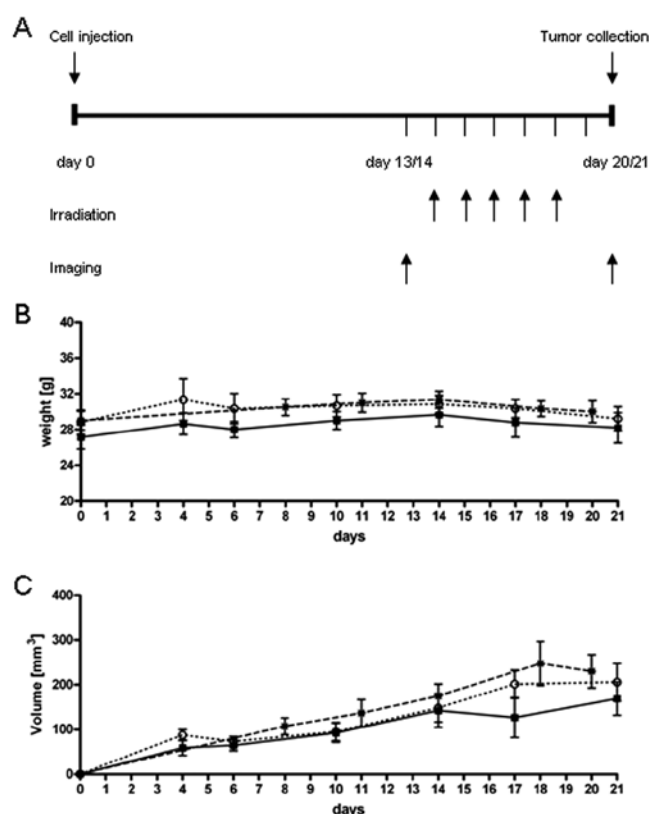 A
Cell injection Tumor collection
day 0 day 13/14 day 20/21
Irradiation
Imaging
B
40
36
32
28
24
20
weight [g]
0 1 2 3 4 5 6 7 8 9 10 11 12 13 14 15 16 17 18 19 20 21
days
C
400
300
200
100
0
Volume [mm³]
0 1 2 3 4 5 6 7 8 9 10 11 12 13 14 15 16 17 18 19 20 21
days